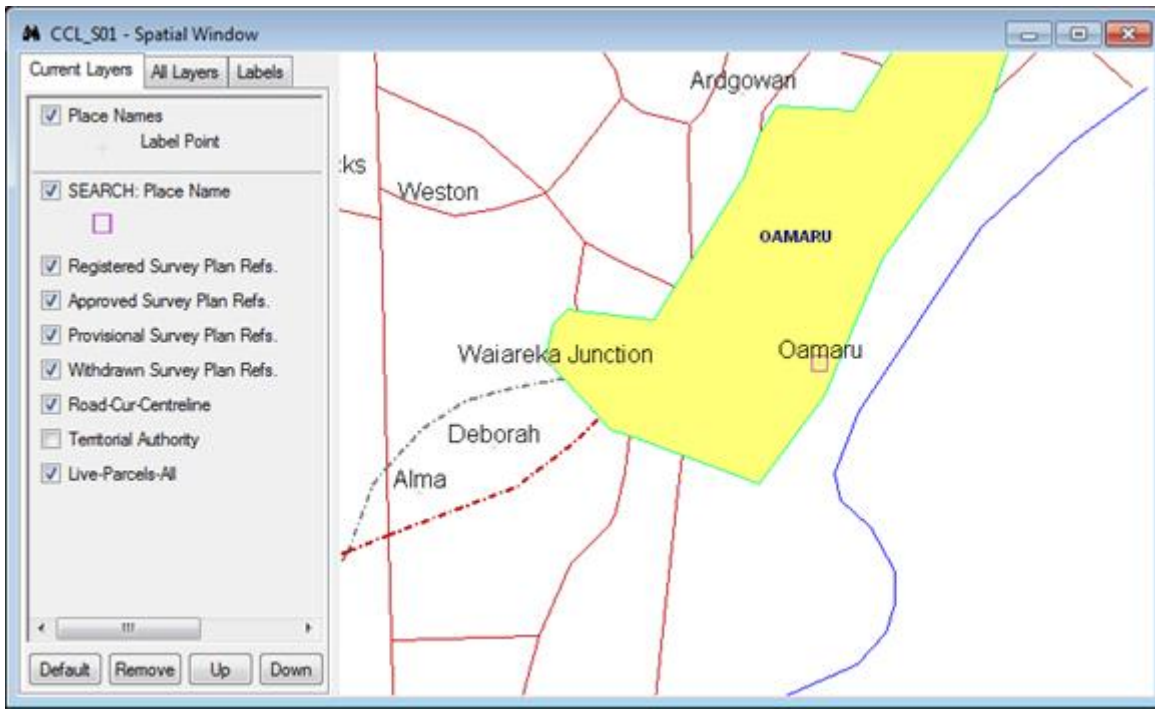 CCL_S01 - Spatial Window
Current Layers
All Layers
Labels
Place Names
Label Point
SEARCH: Place Name
Registered Survey Plan Refs.
Approved Survey Plan Refs.
Provisional Survey Plan Refs.
Withdrawn Survey Plan Refs.
Road-Cur-Centreline
Territorial Authority
Live-Parcels-All
Default
Remove
Up
Down
Ardgowan
cks
Weston
OAMARU
Waiareka Junction
Oamaru
Deborah
Alma